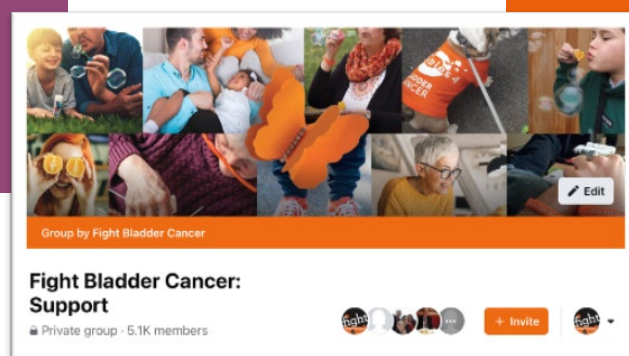 BLADDER
CANCER
Edit
Group by Fight Bladder Cancer
Fight Bladder Cancer:
Support
Private group · 5.1K members
fight
+ Invite
fight